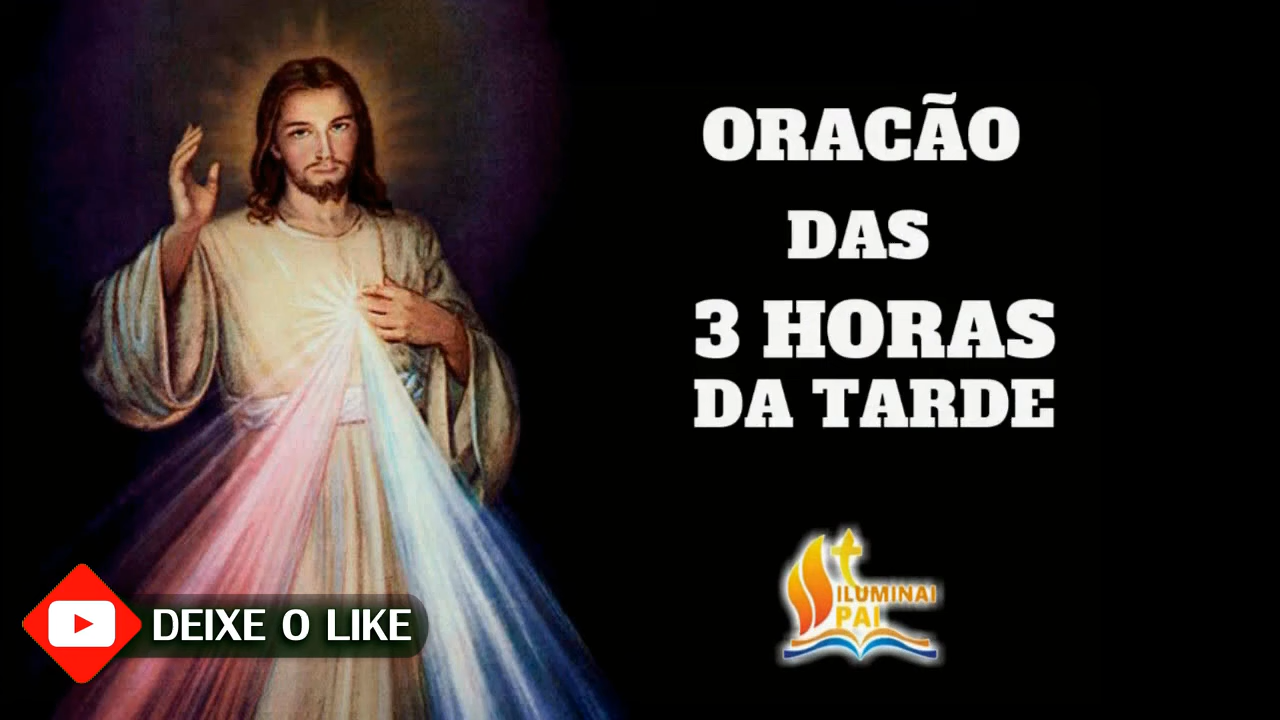 ORACÃO
DAS
3 HORAS
DA TARDE
ILUMINAI
PAI
DEIXE O LIKE